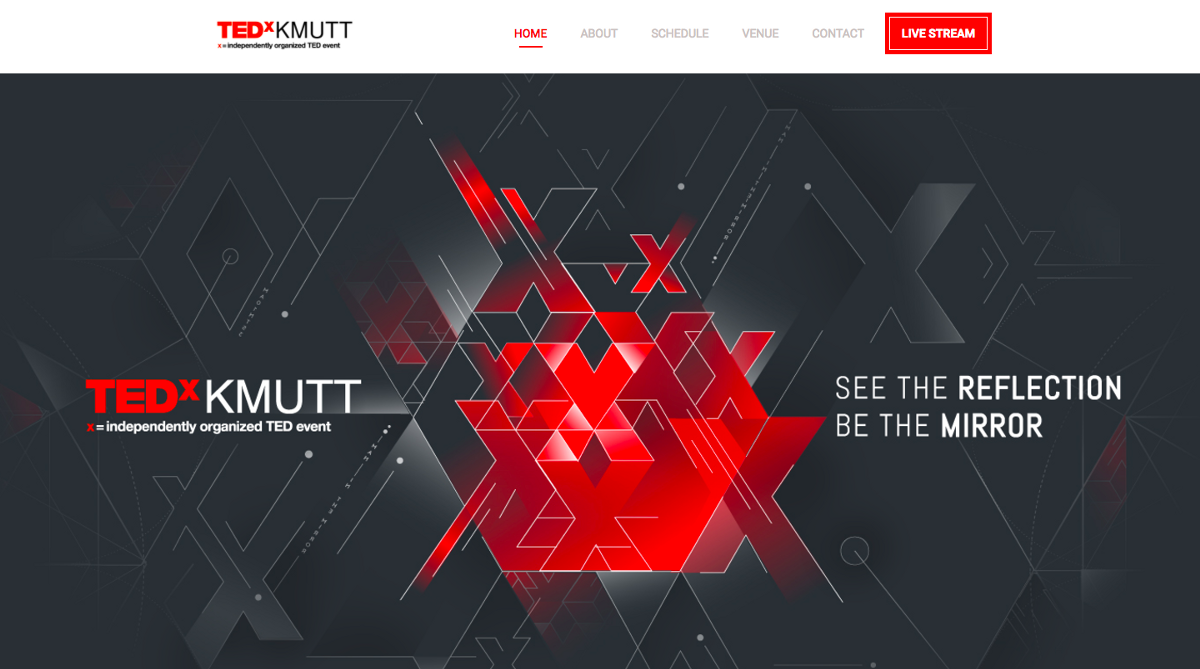 TEDxKMUTT
x = independently organized TED event
HOME
ABOUT
SCHEDULE
VENUE
CONTACT
LIVE STREAM
TEDxKMUTT
x = independently organized TED event
SEE THE REFLECTION
BE THE MIRROR